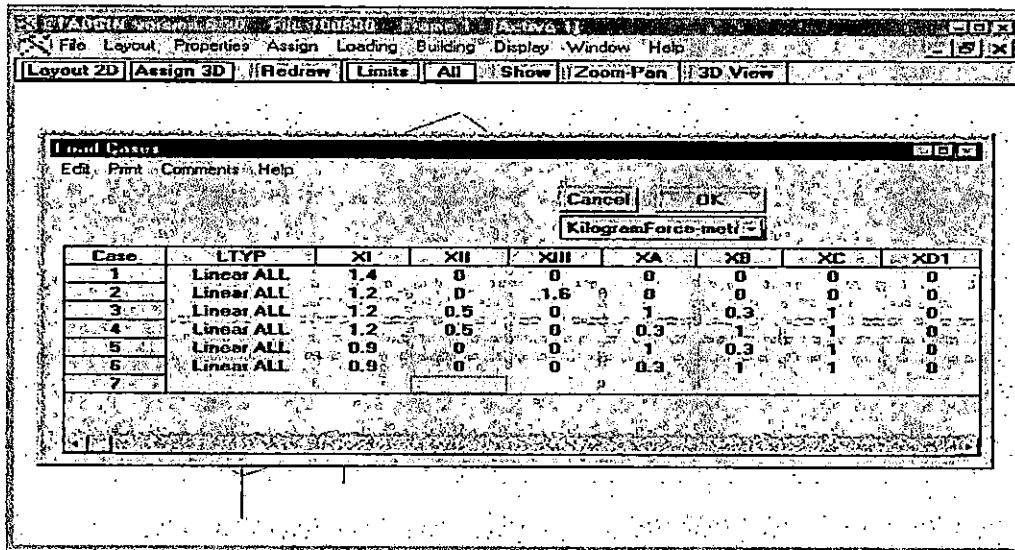 File Layout Properties Assign Loading Building Display Window Help
Layout 2D Assign 3D Redraw Limits All Show Zoom-Pan 3D View
Load Cases
Edit Print Comments Help
Cancel OK
KilogramForce-met
Case LTYP XI XII XIII XA XB XC XD1
1 Linear ALL 1.4 0 0 0 0 0 0
2 Linear ALL 1.2 0 1.6 0 0 0 0
3 Linear ALL 1.2 0.5 0 1 0.3 1 0
4 Linear ALL 1.2 0.5 0 0.3 1 1 0
5 Linear ALL 0.9 0 0 1 0.3 1 0
6 Linear ALL 0.9 0 0 0.3 1 1 0
7